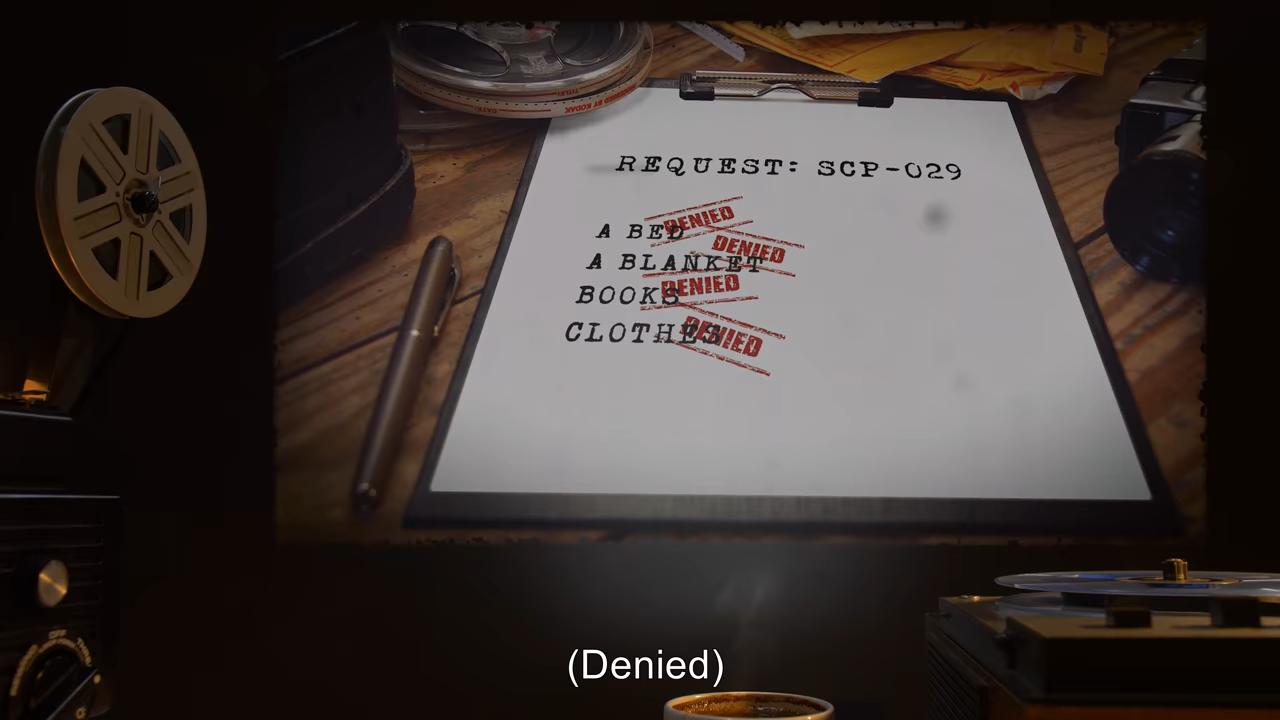 REQUEST: SCP-029
A BED DENIED
A BLANKET DENIED
BOOKS DENIED
CLOTHES DENIED
(Denied)